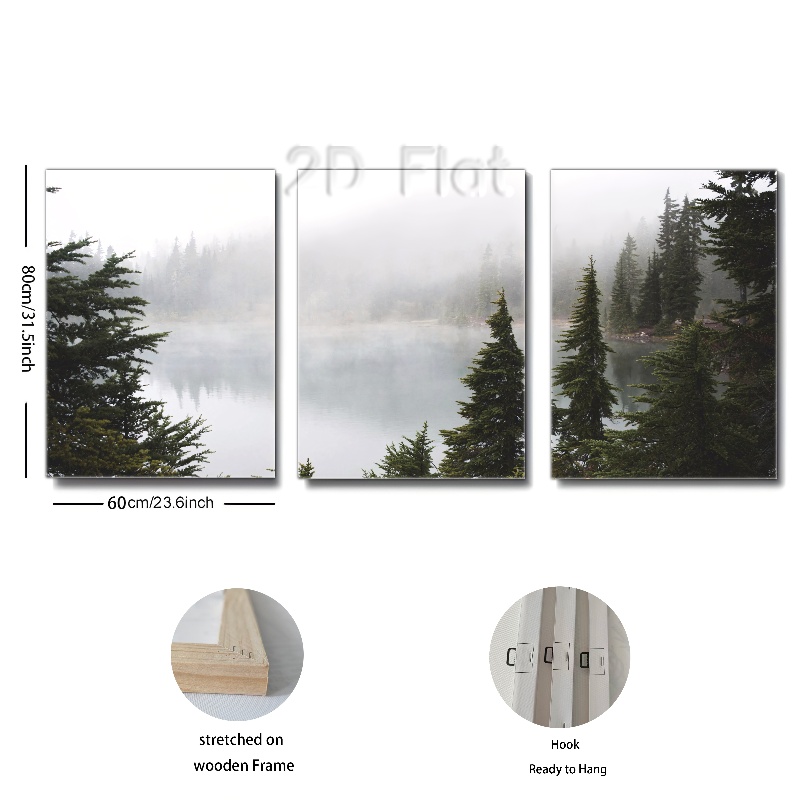 2D Flat
80cm/31.5inch
60cm/23.6inch
stretched on
wooden Frame
Hook
Ready to Hang